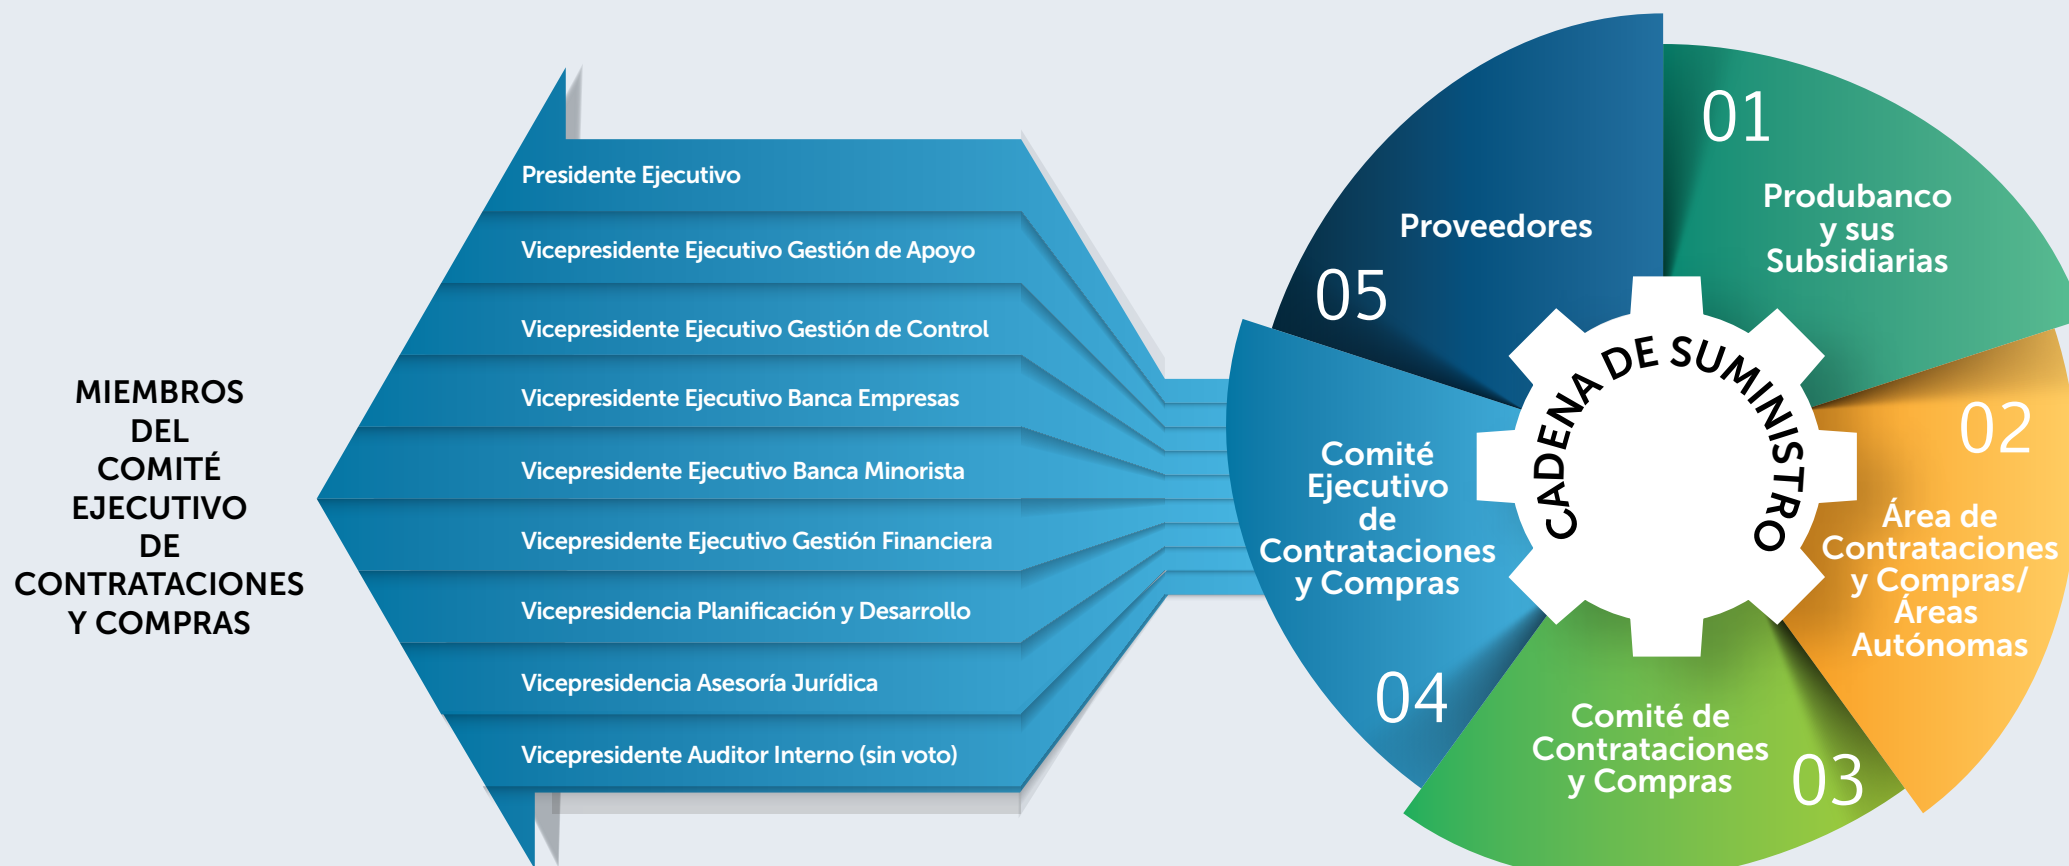 MIEMBROS
DEL
COMITÉ
EJECUTIVO
DE
CONTRATACIONES
Y COMPRAS
Presidente Ejecutivo
Vicepresidente Ejecutivo Gestión de Apoyo
Vicepresidente Ejecutivo Gestión de Control
Vicepresidente Ejecutivo Banca Empresas
Vicepresidente Ejecutivo Banca Minorista
Vicepresidente Ejecutivo Gestión Financiera
Vicepresidencia Planificación y Desarrollo
Vicepresidencia Asesoría Jurídica
Vicepresidente Auditor Interno (sin voto)
CADENA DE SUMINISTRO
01
Produbanco
y sus
Subsidiarias
02
Área de
Contrataciones
y Compras/
Áreas
Autónomas
03
Comité de
Contrataciones
y Compras
04
Comité
Ejecutivo
de
Contrataciones
y Compras
05
Proveedores